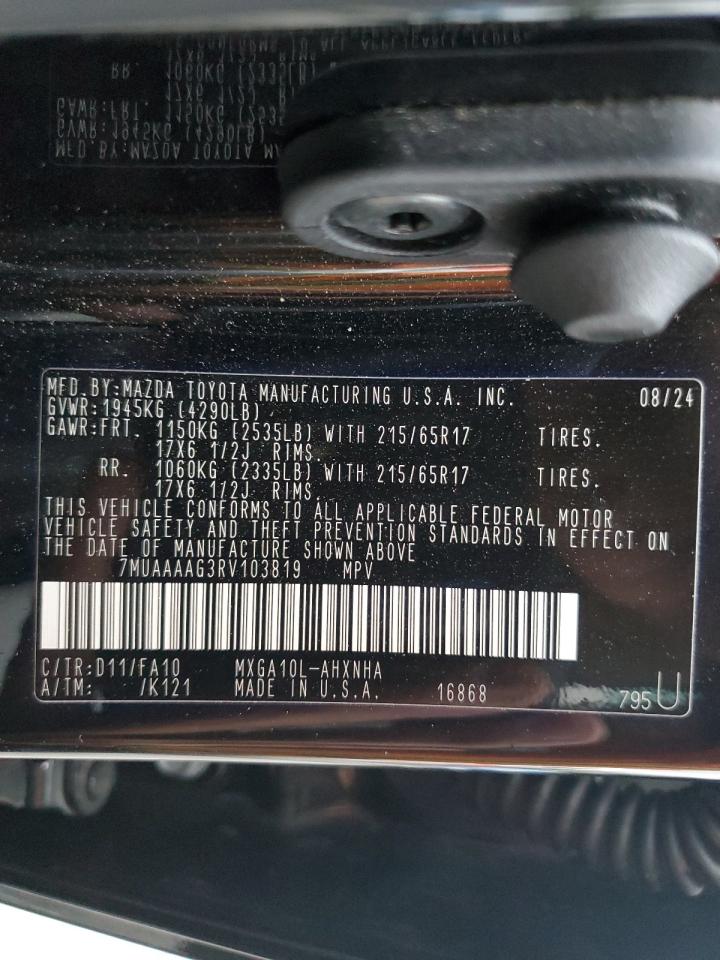 MFD.BY:MAZDA TOYOTA MANUFACTURING U.S.A. INC. 08/24
GVWR:1945KG (4290LB)
GAWR:FRT. 1150KG (2535LB) WITH 215/65R17 TIRES.
17X6 1/2J RIMS.
RR. 1060KG (2335LB) WITH 215/65R17 TIRES.
17X6 1/2J RIMS.
THIS VEHICLE CONFORMS TO ALL APPLICABLE FEDERAL MOTOR
VEHICLE SAFETY AND THEFT PREVENTION STANDARDS IN EFFECT ON
THE DATE OF MANUFACTURE SHOWN ABOVE
7MUAAAAG3RV103819 MPV
C/TR:D11/FA10 MXGA10L-AHXNHA
A/TM: /K121 MADE IN U.S.A. 16868 795 U